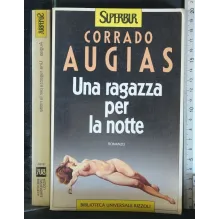 SUPERBUR
CORRADO
AUGIAS
Una ragazza
per
la notte
ROMANZO
BIBLIOTECA UNIVERSALE RIZZOLI